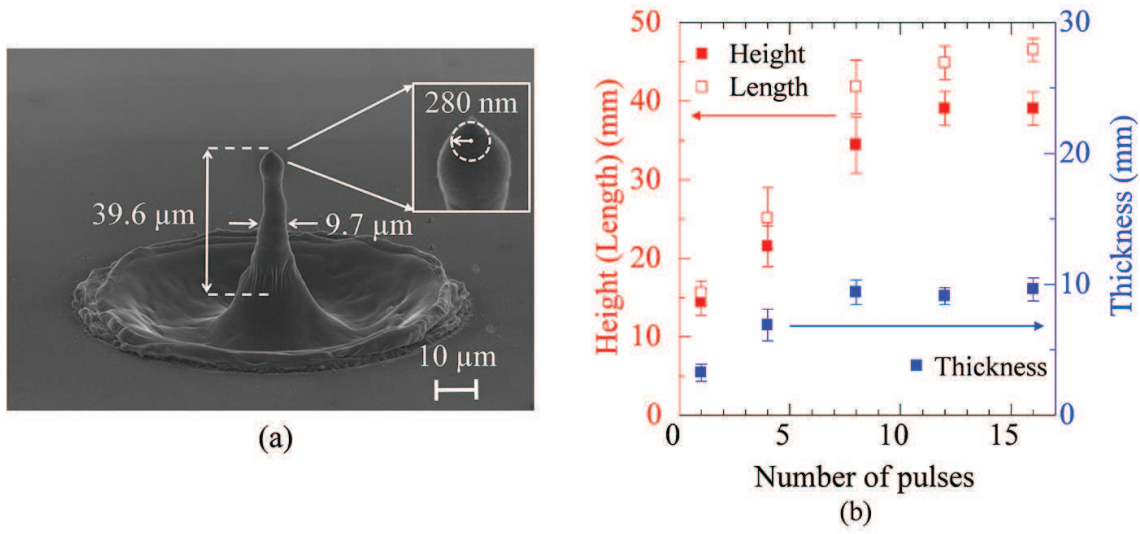 280 nm
39.6 μm
9.7 μm
10 μm
(a)
50
40
30
20
10
0
Height (Length) (mm)
Height
Length
Thickness
30
20
10
0
Thickness (mm)
0 5 10 15
Number of pulses
(b)